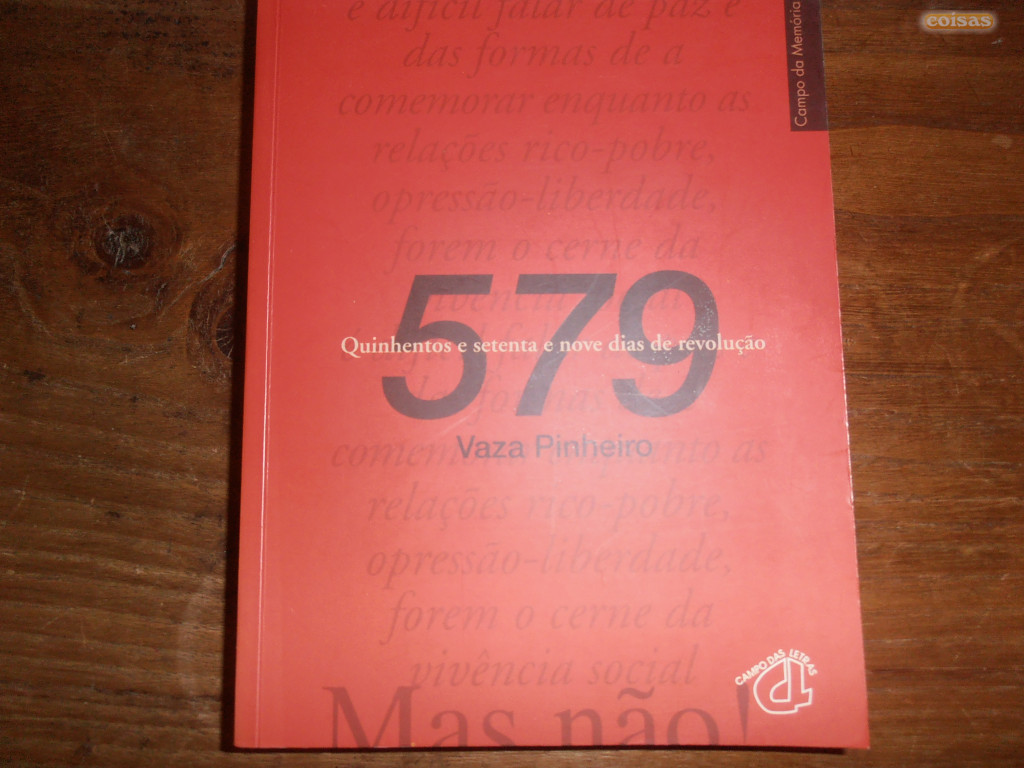 coisas
Campo da Memória
é difícil falar de paz e
das formas de a
comemorar enquanto as
relações rico-pobre,
opressão-liberdade,
forem o cerne da
vivência
579
Quinhentos e setenta e nove dias de revolução
formas
Vaza Pinheiro
comemorar enquanto as
relações rico-pobre,
opressão-liberdade,
forem o cerne da
vivência social
CAMPO DAS LETRAS
Mas não!